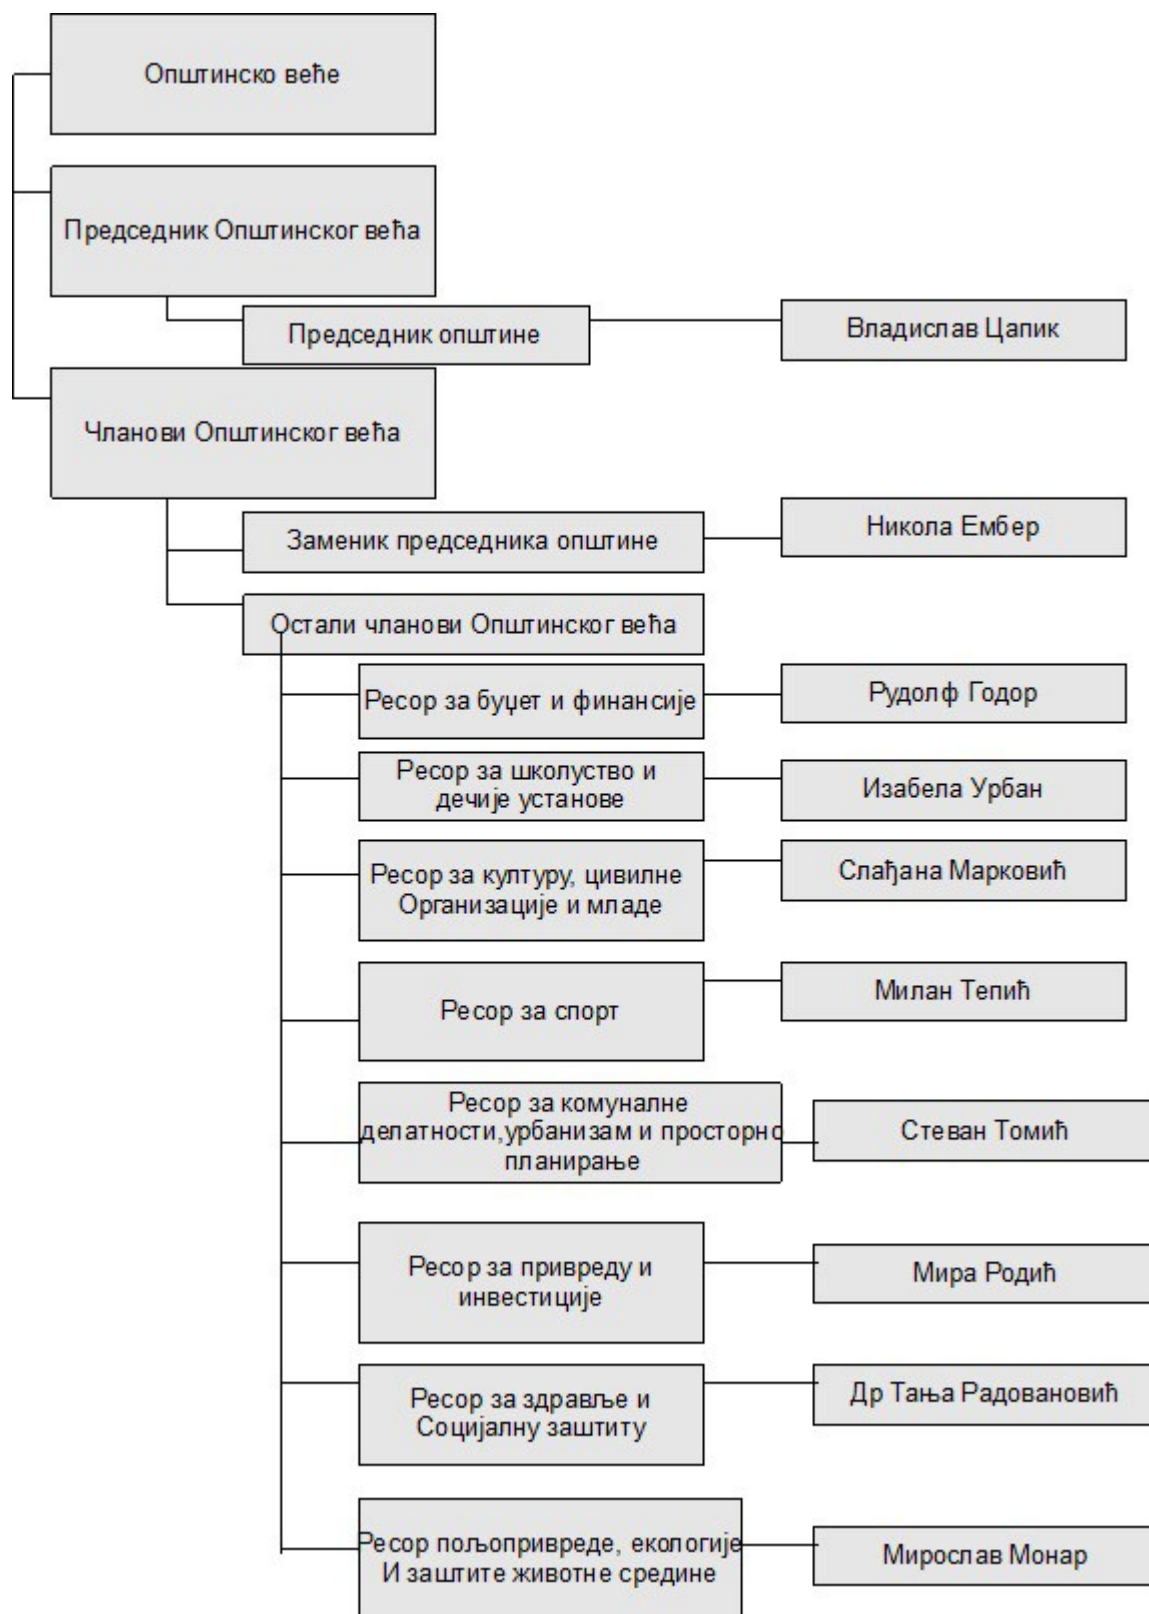 Општинско веће
Председник Општинског већа
Председник општине
Владислав Цапик
Чланови Општинског већа
Заменик председника општине
Никола Ембер
Остали чланови Општинског већа
Ресор за буџет и финансије
Рудолф Годор
Ресор за школуство и
дечије установе
Изабела Урбан
Ресор за културу, цивилне
Организације и младе
Слађана Марковић
Ресор за спорт
Милан Тепић
Ресор за комуналне
делатности,урбанизам и просторно
планирање
Стеван Томић
Ресор за привреду и
инвестиције
Мира Родић
Ресор за здравље и
Социјалну заштиту
Др Тања Радовановић
Ресор пољопривреде, екологије
И заштите животне средине
Мирослав Монар